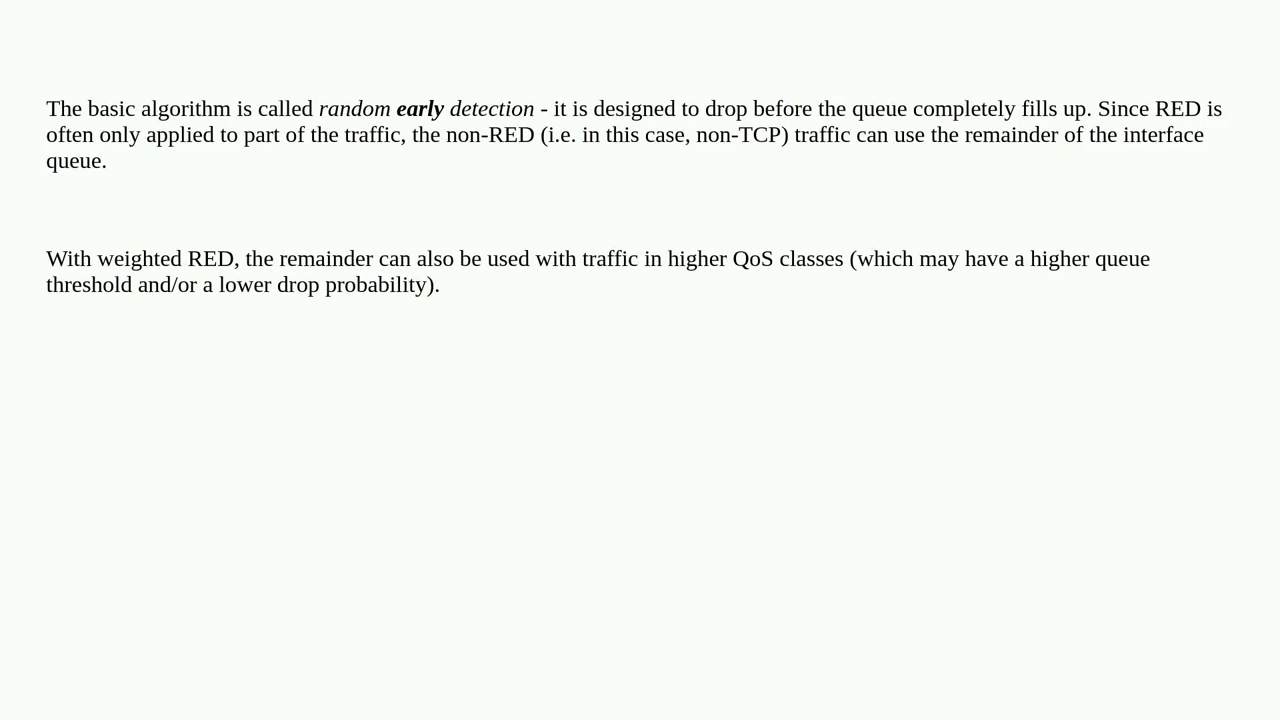 The basic algorithm is called random early detection - it is designed to drop before the queue completely fills up. Since RED is
often only applied to part of the traffic, the non-RED (i.e. in this case, non-TCP) traffic can use the remainder of the interface
queue.
With weighted RED, the remainder can also be used with traffic in higher QoS classes (which may have a higher queue
threshold and/or a lower drop probability).